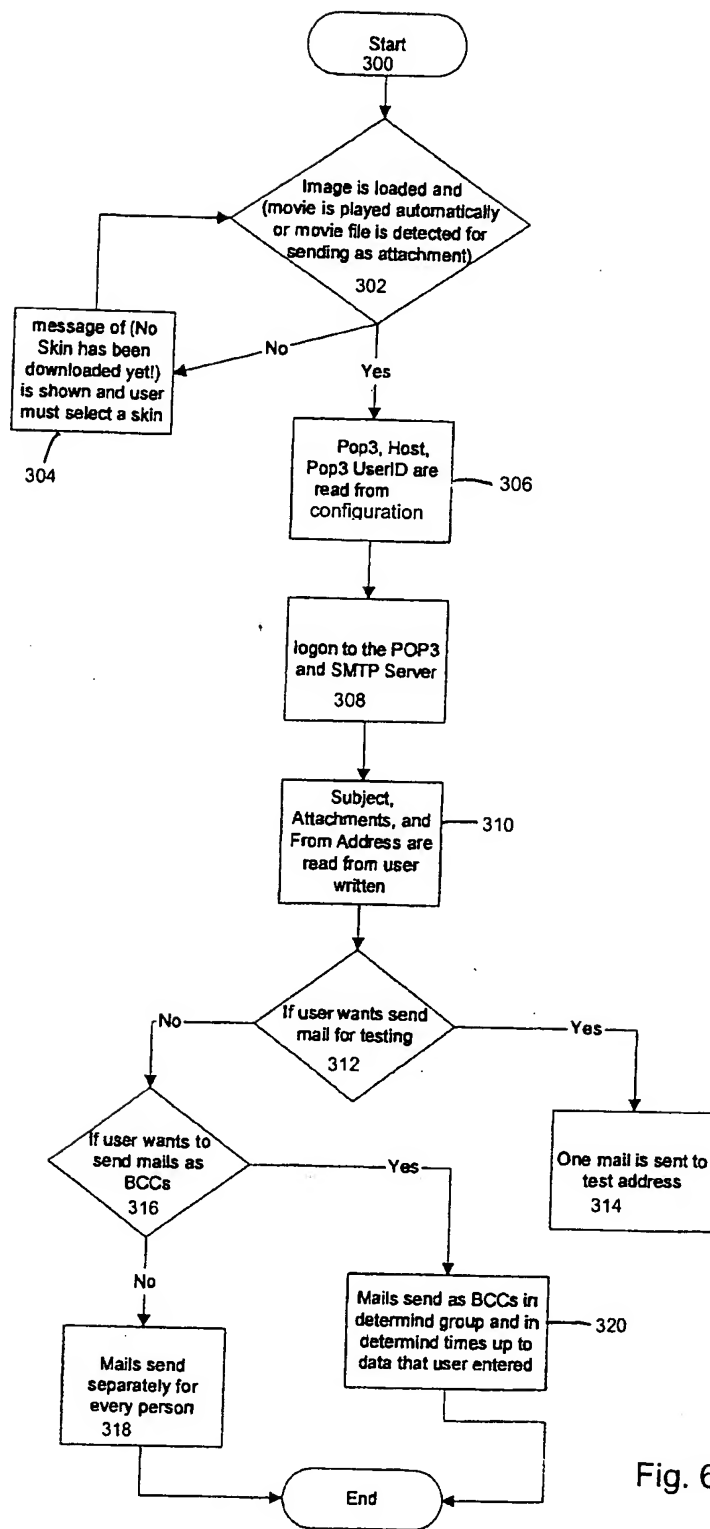 Start
300
Image is loaded and
(movie is played automatically
or movie file is detected for
sending as attachment)
302
No
Yes
message of (No
Skin has been
downloaded yet!)
is shown and user
must select a skin
304
Pop3, Host,
Pop3 UserID are
read from
configuration
306
logon to the POP3
and SMTP Server
308
Subject,
Attachments, and
From Address are
read from user
written
310
If user wants send
mail for testing
312
No
Yes
One mail is sent to
test address
314
If user wants to
send mails as
BCCs
316
Yes
No
Mails send as BCCs in
determind group and in
determind times up to
data that user entered
320
Mails send
separately for
every person
318
End
Fig. 6